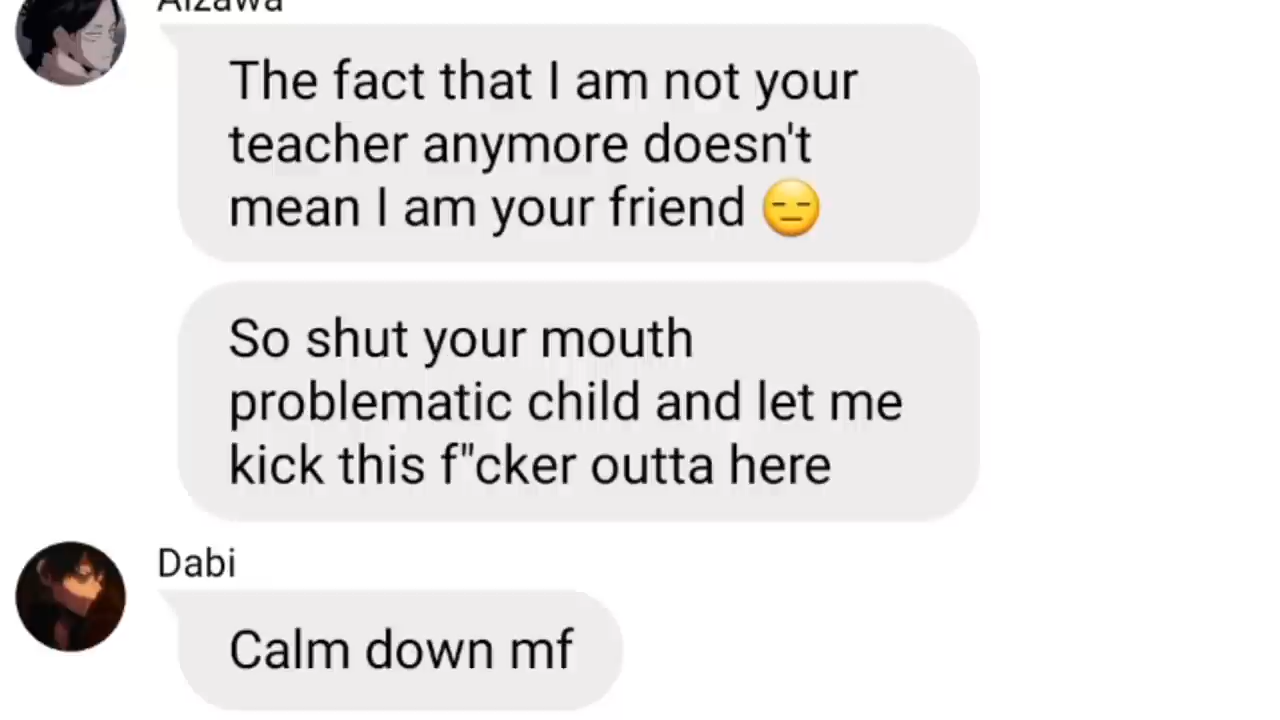 Aizawa
The fact that I am not your
teacher anymore doesn't
mean I am your friend 😑
So shut your mouth
problematic child and let me
kick this f"cker outta here
Dabi
Calm down mf